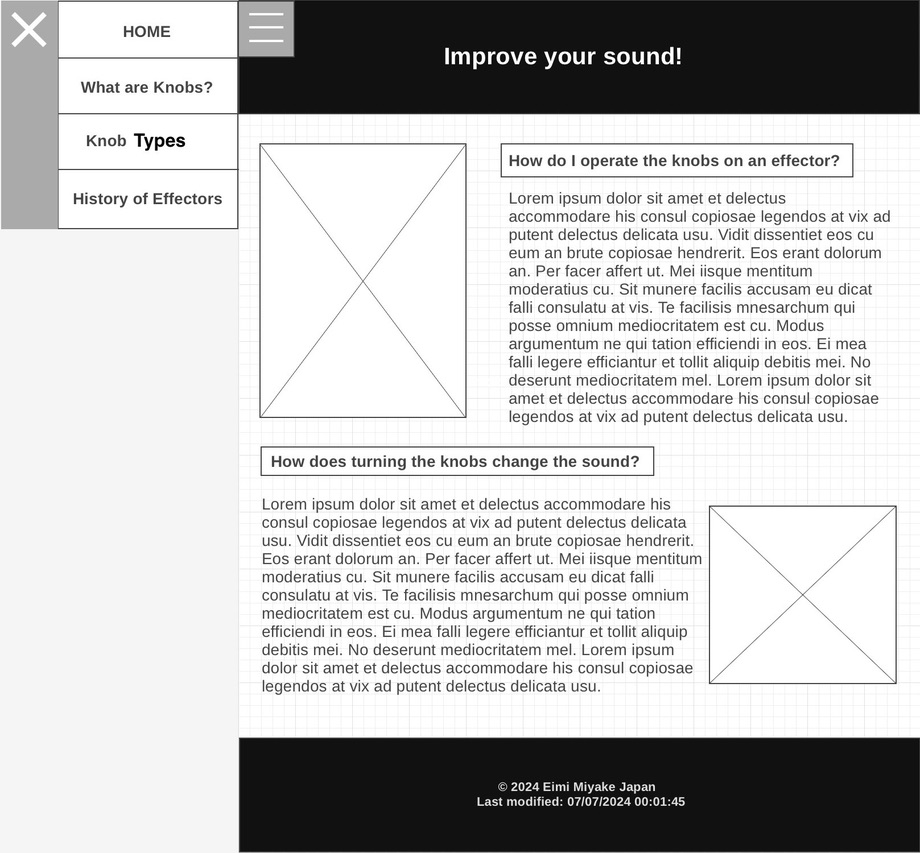 HOME
What are Knobs?
Knob Types
History of Effectors
Improve your sound!
How do I operate the knobs on an effector?
Lorem ipsum dolor sit amet et delectus
accommodare his consul copiosae legendos at vix ad
putent delectus delicata usu. Vidit dissentiet eos cu
eum an brute copiosae hendrerit. Eos erant dolorum
an. Per facer affert ut. Mei iisque mentitum
moderatius cu. Sit munere facilis accusam eu dicat
falli consulatu at vis. Te facilisis mnesarchum qui
posse omnium mediocritatem est cu. Modus
argumentum ne qui tation efficiendi in eos. Ei mea
falli legere efficiantur et tollit aliquip debitis mei. No
deserunt mediocritatem mel. Lorem ipsum dolor sit
amet et delectus accommodare his consul copiosae
legendos at vix ad putent delectus delicata usu.
How does turning the knobs change the sound?
Lorem ipsum dolor sit amet et delectus accommodare his
consul copiosae legendos at vix ad putent delectus delicata
usu. Vidit dissentiet eos cu eum an brute copiosae hendrerit.
Eos erant dolorum an. Per facer affert ut. Mei iisque mentitum
moderatius cu. Sit munere facilis accusam eu dicat falli
consulatu at vis. Te facilisis mnesarchum qui posse omnium
mediocritatem est cu. Modus argumentum ne qui tation
efficiendi in eos. Ei mea falli legere efficiantur et tollit aliquip
debitis mei. No deserunt mediocritatem mel. Lorem ipsum
dolor sit amet et delectus accommodare his consul copiosae
legendos at vix ad putent delectus delicata usu.
© 2024 Eimi Miyake Japan
Last modified: 07/07/2024 00:01:45